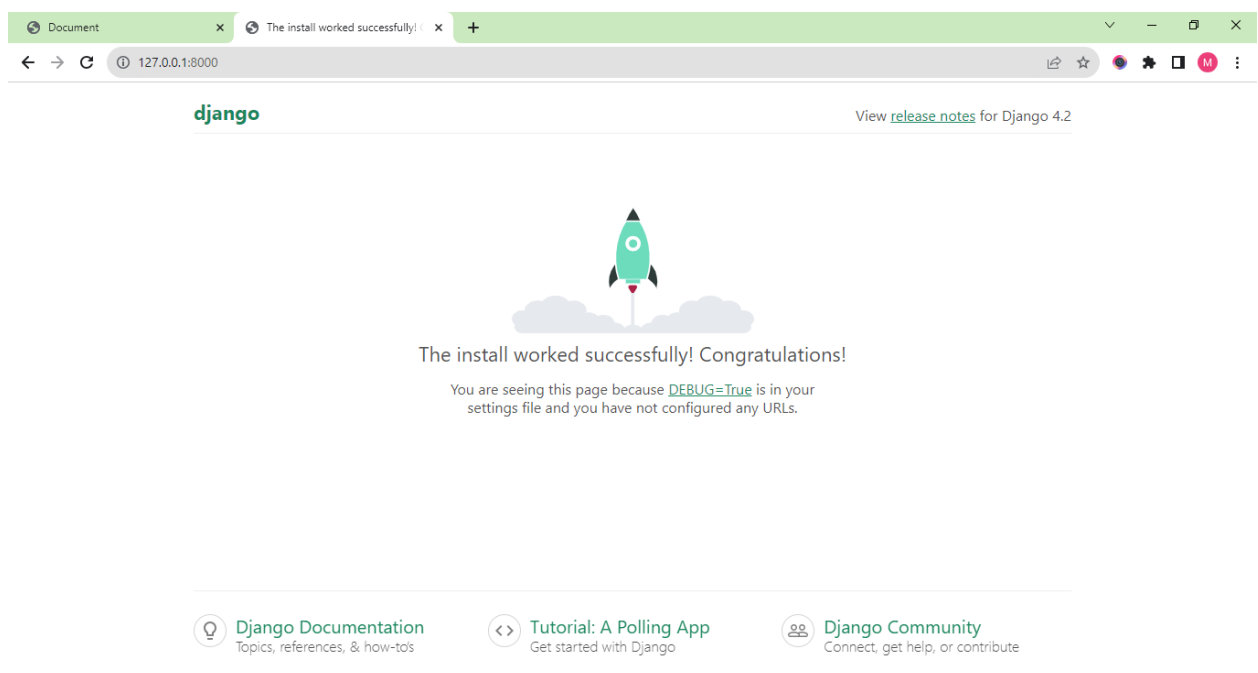 Document
The install worked successfully!
127.0.0.1:8000
M
django
View release notes for Django 4.2
The install worked successfully! Congratulations!
You are seeing this page because DEBUG=True is in your
settings file and you have not configured any URLs.
Django Documentation
Topics, references, & how-to's
Tutorial: A Polling App
Get started with Django
Django Community
Connect, get help, or contribute